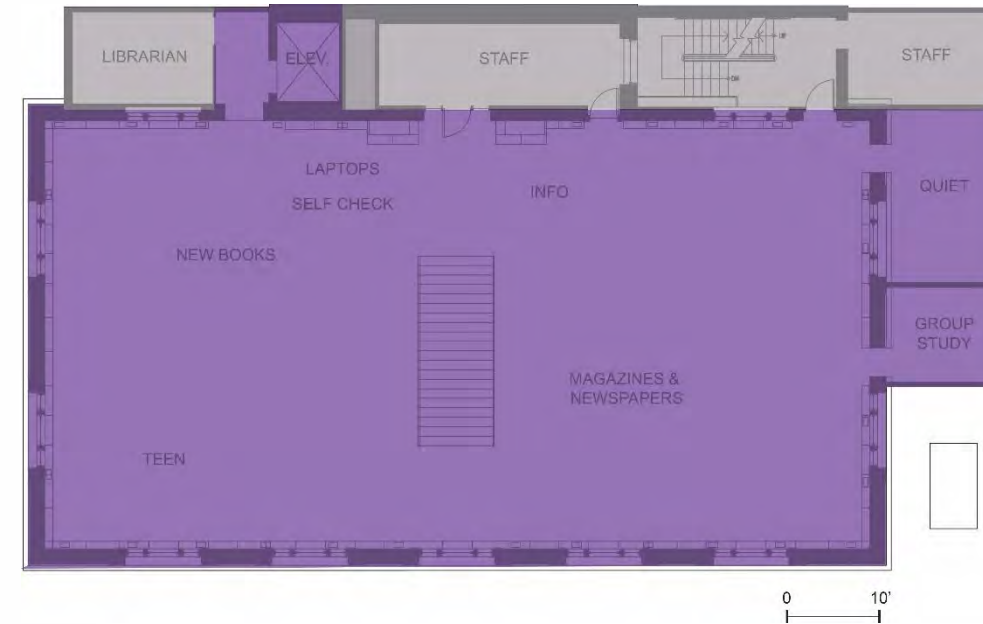 LIBRARIAN
ELEV.
STAFF
STAFF
LAPTOPS
SELF CHECK
INFO
QUIET
NEW BOOKS
GROUP
STUDY
MAGAZINES &
NEWSPAPERS
TEEN
0 10'